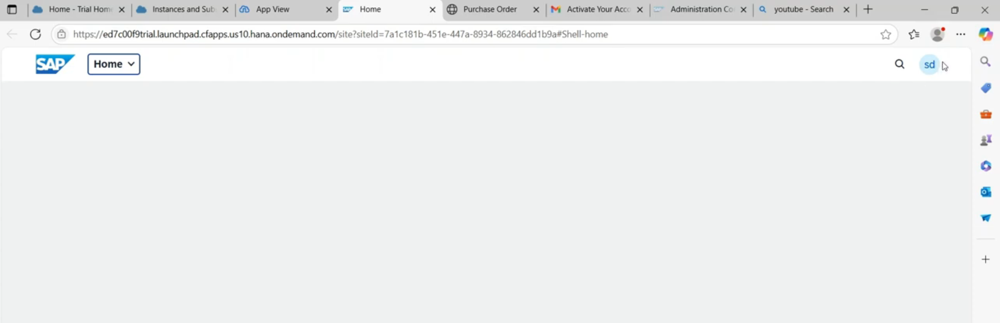 Home - Trial Hom
Instances and Sub
App View
Home
Purchase Order
Activate Your Acco
Administration Co
youtube - Search
https://ed7c00f9trial.launchpad.cfapps.us10.hana.ondemand.com/site?siteId=7a1c181b-451e-447a-8934-862846dd1b9a#Shell-home
SAP
Home
sd